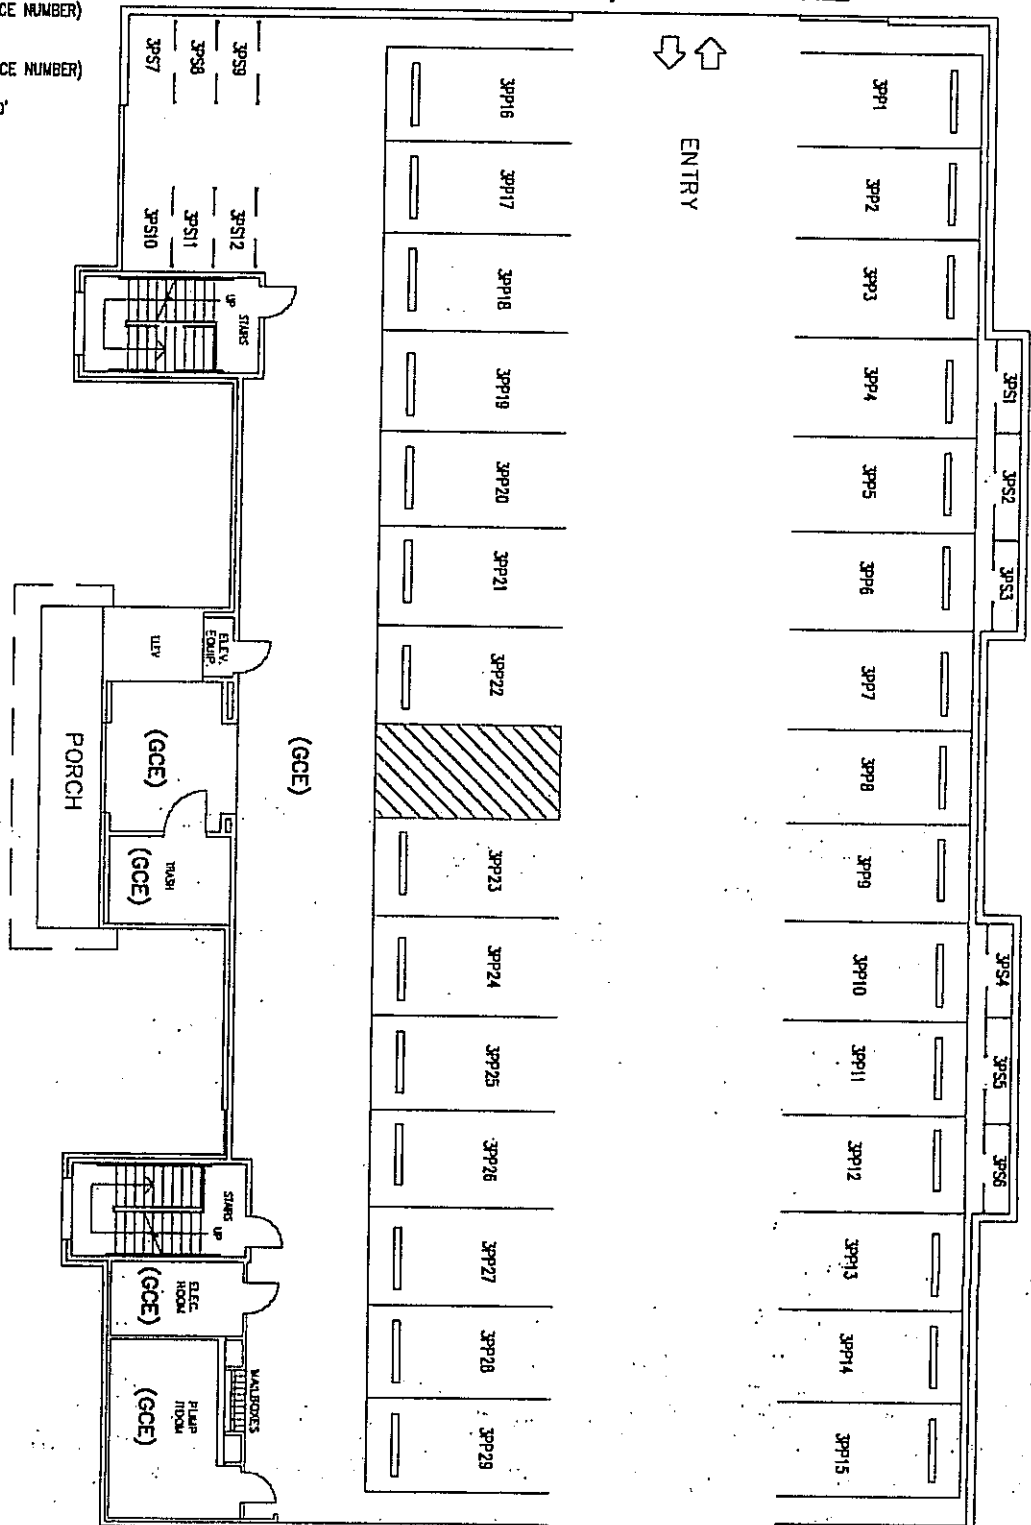 CE NUMBER)
CE NUMBER)
3PS7
3PS8
3PS9
3PS10
3PS11
3PS12
ENTRY
3PP16
3PP17
3PP18
3PP19
3PP20
3PP21
3PP22
3PP23
3PP24
3PP25
3PP26
3PP27
3PP28
3PP29
3PP1
3PP2
3PP3
3PP4
3PP5
3PP6
3PP7
3PP8
3PP9
3PP10
3PP11
3PP12
3PP13
3PP14
3PP15
3PS1
3PS2
3PS3
3PS4
3PS5
3PS6
UP
STAIRS
ELEV
ELEV.
EQUIP.
(GCE)
(GCE)
PORCH
TRASH
(GCE)
STAIRS
UP
ELEC.
ROOM
(GCE)
MAILBOXES
PUMP
ROOM
(GCE)